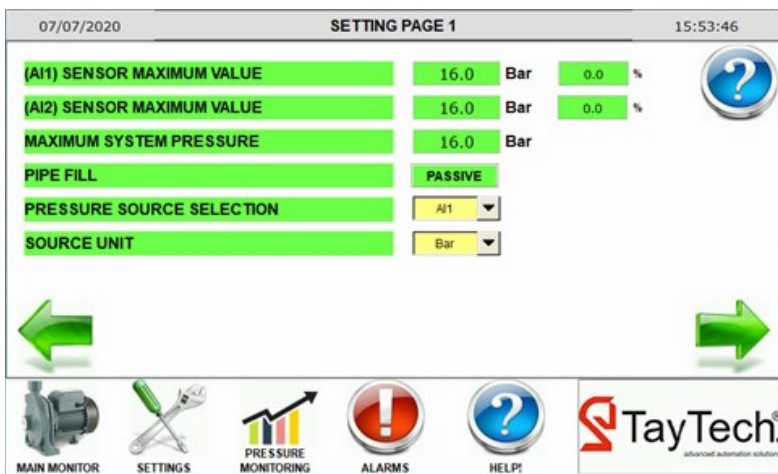 07/07/2020 SETTING PAGE 1 15:53:46
(AI1) SENSOR MAXIMUM VALUE 16.0 Bar 0.0 %
(AI2) SENSOR MAXIMUM VALUE 16.0 Bar 0.0 %
MAXIMUM SYSTEM PRESSURE 16.0 Bar
PIPE FILL PASSIVE
PRESSURE SOURCE SELECTION AI1
SOURCE UNIT Bar
TayTech
advanced automation solution
PRESSURE
MAIN MONITOR SETTINGS MONITORING ALARMS HELP!